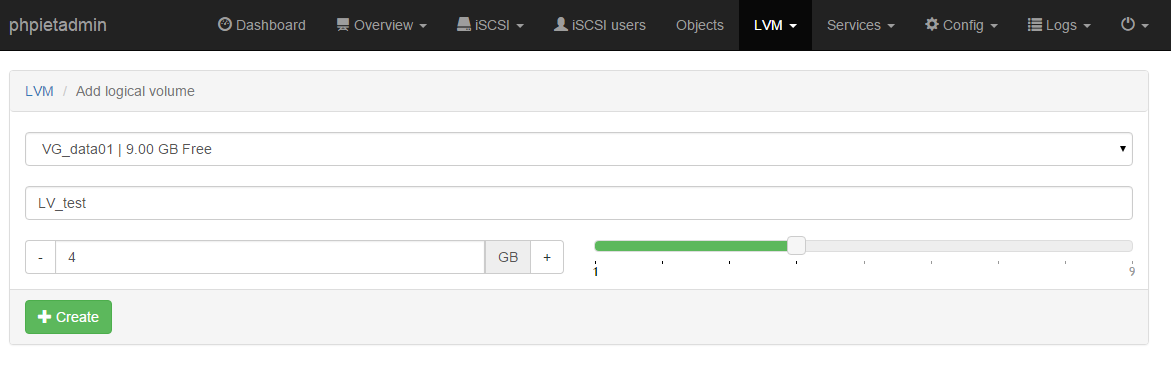 phpietadmin Dashboard Overview iSCSI iSCSI users Objects LVM Services Config Logs
LVM / Add logical volume
VG_data01 | 9.00 GB Free
LV_test
- 4 GB +
1 9
Create